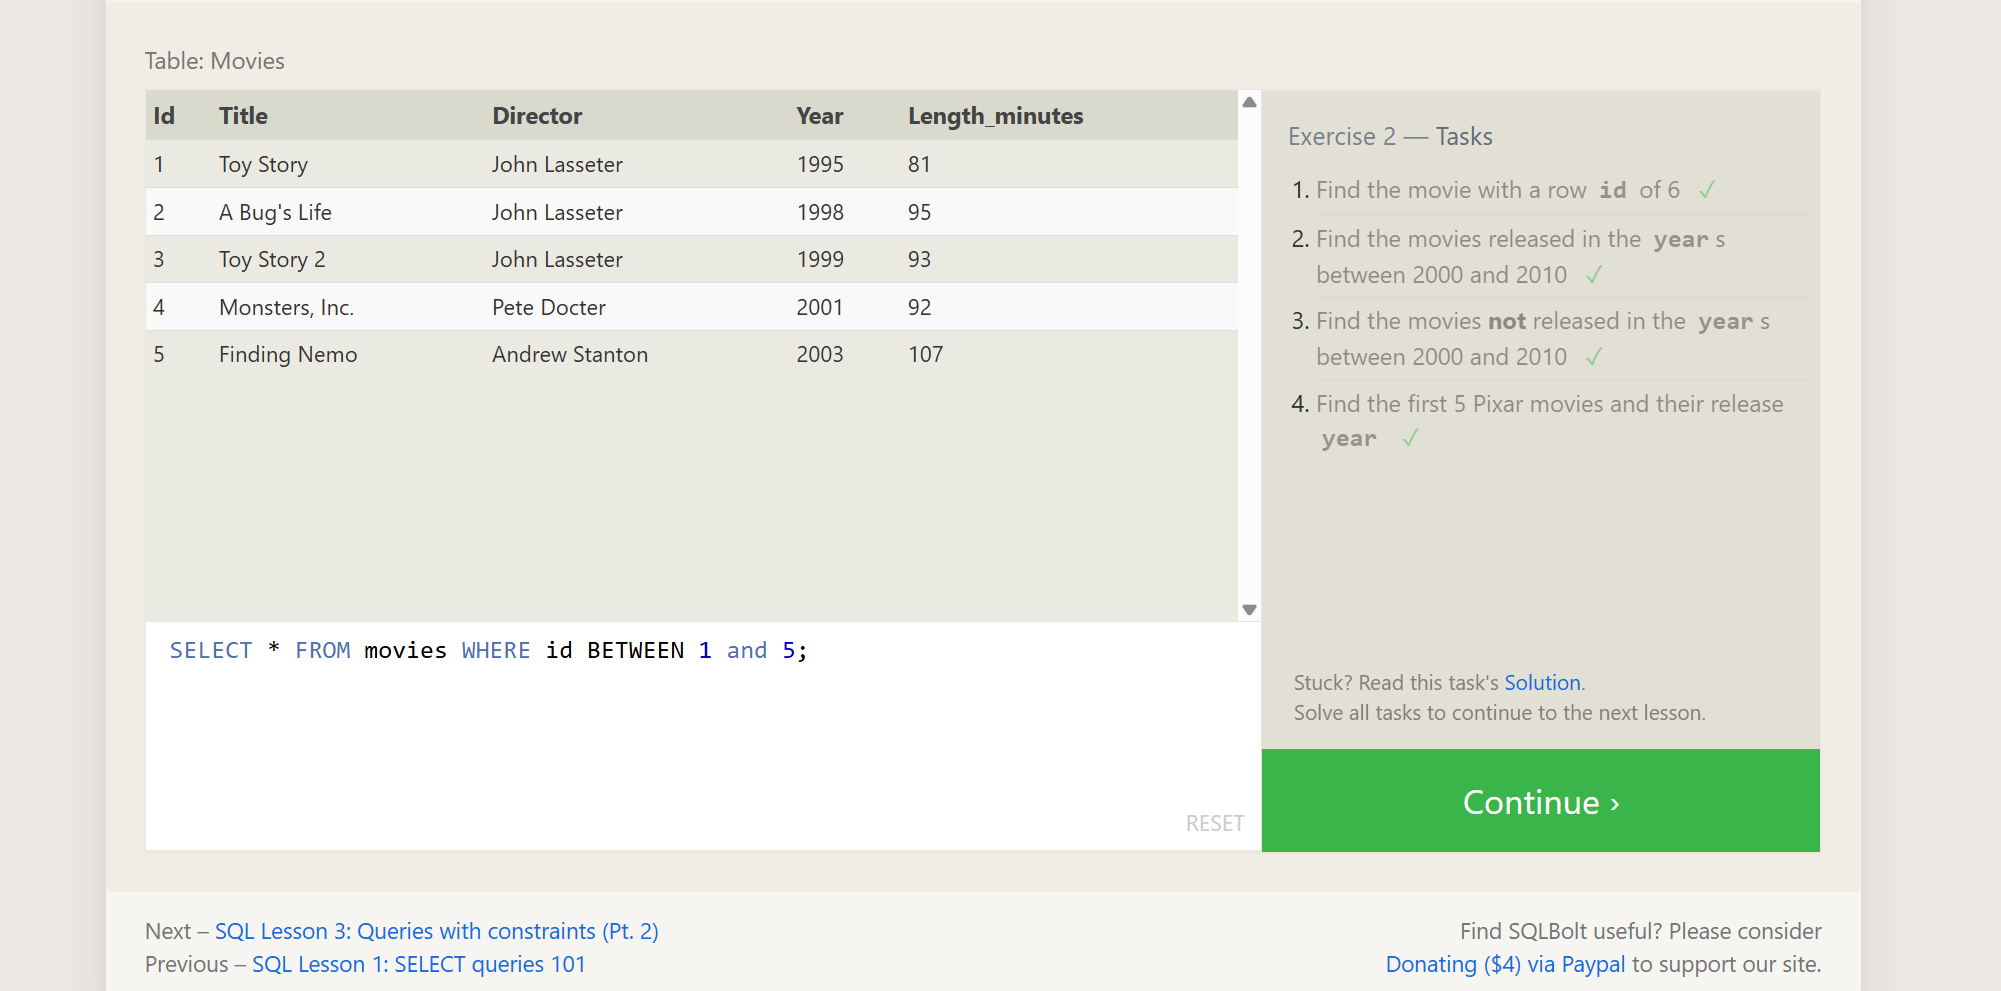 Table: Movies
Id Title Director Year Length_minutes
1 Toy Story John Lasseter 1995 81
2 A Bug's Life John Lasseter 1998 95
3 Toy Story 2 John Lasseter 1999 93
4 Monsters, Inc. Pete Docter 2001 92
5 Finding Nemo Andrew Stanton 2003 107
SELECT * FROM movies WHERE id BETWEEN 1 and 5;
RESET
Exercise 2 — Tasks
1. Find the movie with a row id of 6 ✓
2. Find the movies released in the year s
between 2000 and 2010 ✓
3. Find the movies not released in the year s
between 2000 and 2010 ✓
4. Find the first 5 Pixar movies and their release
year ✓
Stuck? Read this task's Solution.
Solve all tasks to continue to the next lesson.
Continue ›
Next – SQL Lesson 3: Queries with constraints (Pt. 2)
Previous – SQL Lesson 1: SELECT queries 101
Find SQLBolt useful? Please consider
Donating ($4) via Paypal to support our site.